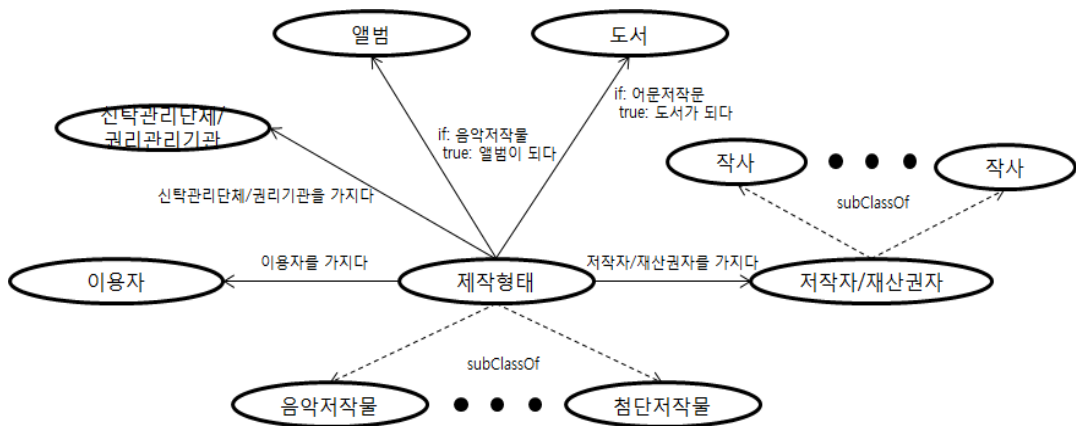 앨범
도서
신탁관리단체/
권리관리기관
if: 어문저작문
true: 도서가 되다
if: 음악저작물
true: 앨범이 되다
작사
작사
신탁관리단체/권리기관을 가지다
subClassOf
이용자를 가지다
저작자/재산권자를 가지다
이용자
제작형태
저작자/재산권자
subClassOf
음악저작물
첨단저작물